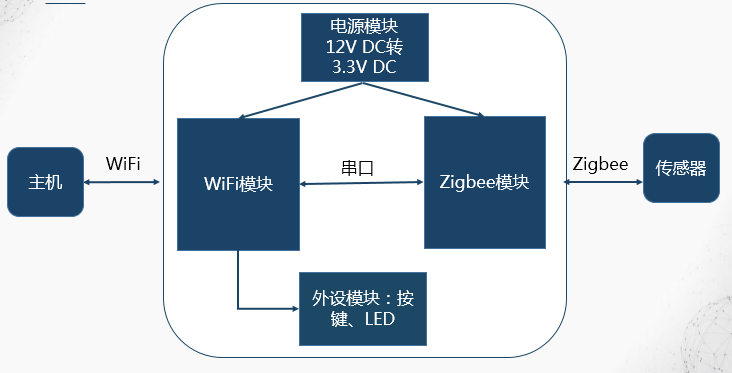 电源模块
12V DC转
3.3V DC
主机
WiFi
WiFi模块
串口
Zigbee模块
Zigbee
传感器
外设模块：按
键、LED